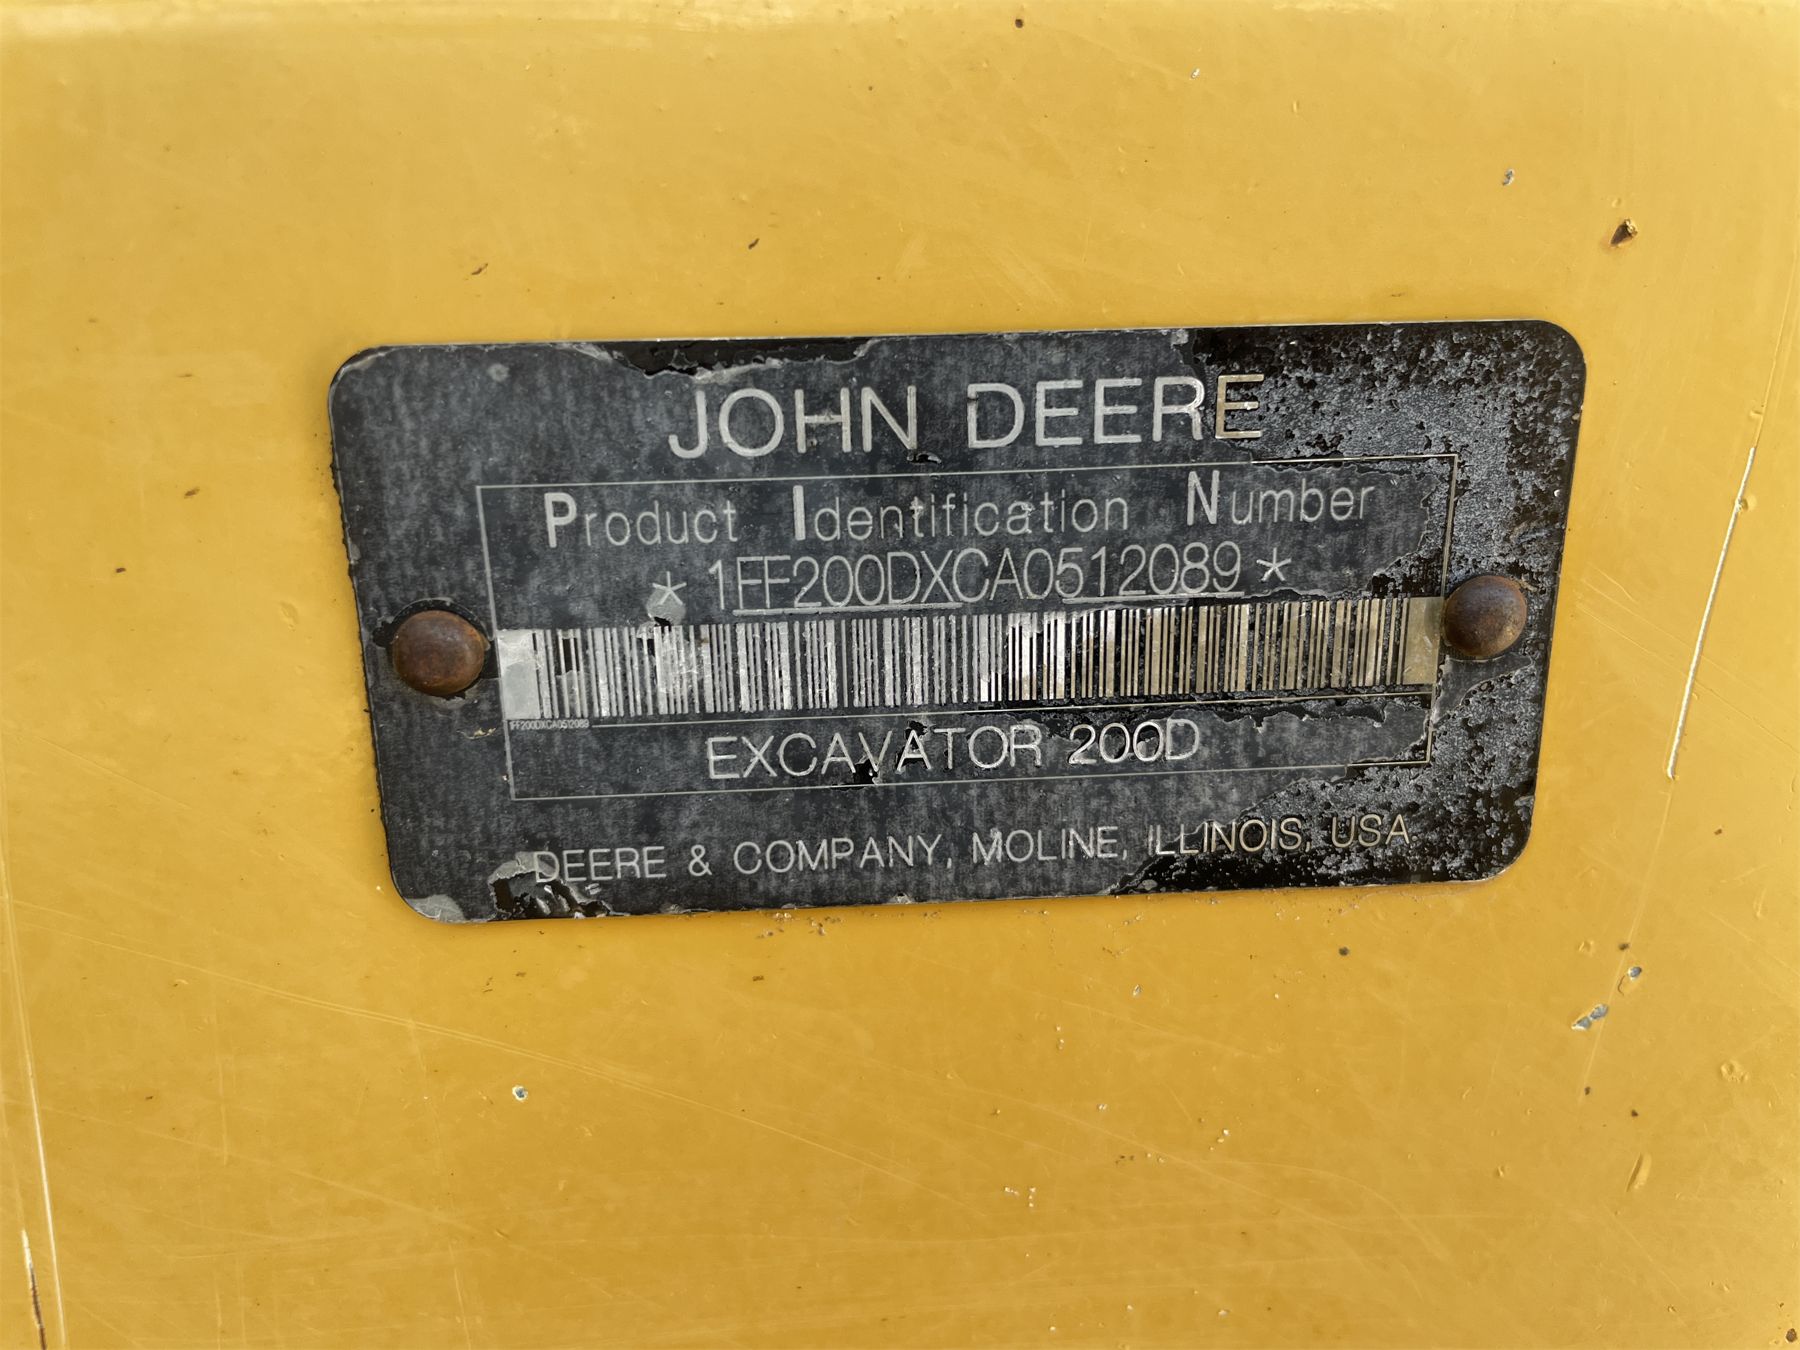 JOHN DEERE
Product Identification Number
* 1FF200DXCA0512089 *
1FF200DXCA0512089
EXCAVATOR 200D
DEERE & COMPANY, MOLINE, ILLINOIS, USA